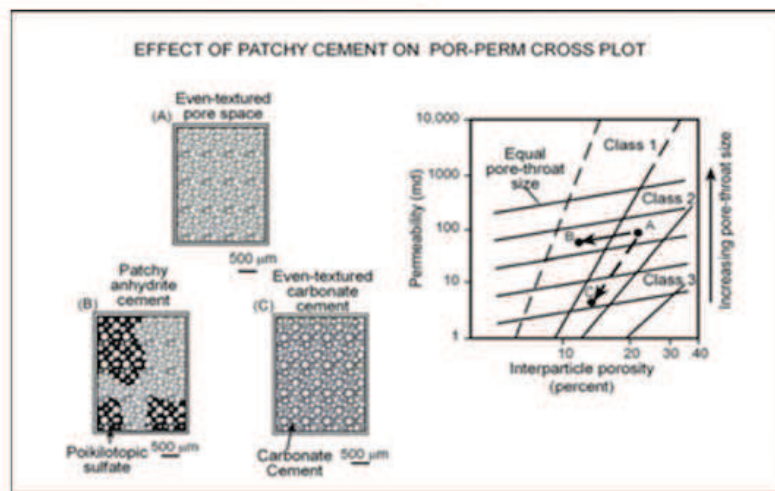 EFFECT OF PATCHY CEMENT ON POR-PERM CROSS PLOT
Even-textured
(A) pore space
500 µm
Patchy
anhydrite
(B) cement
Poikilotopic
sulfate
500 µm
Even-textured
carbonate
(C) cement
Carbonate
Cement
500 µm
Permeability (md)
10,000
1000
100
10
1
Equal
pore-throat
size
Class 1
Class 2
Class 3
A
B
C
10 20 30 40
Interparticle porosity
(percent)
Increasing pore-throat size